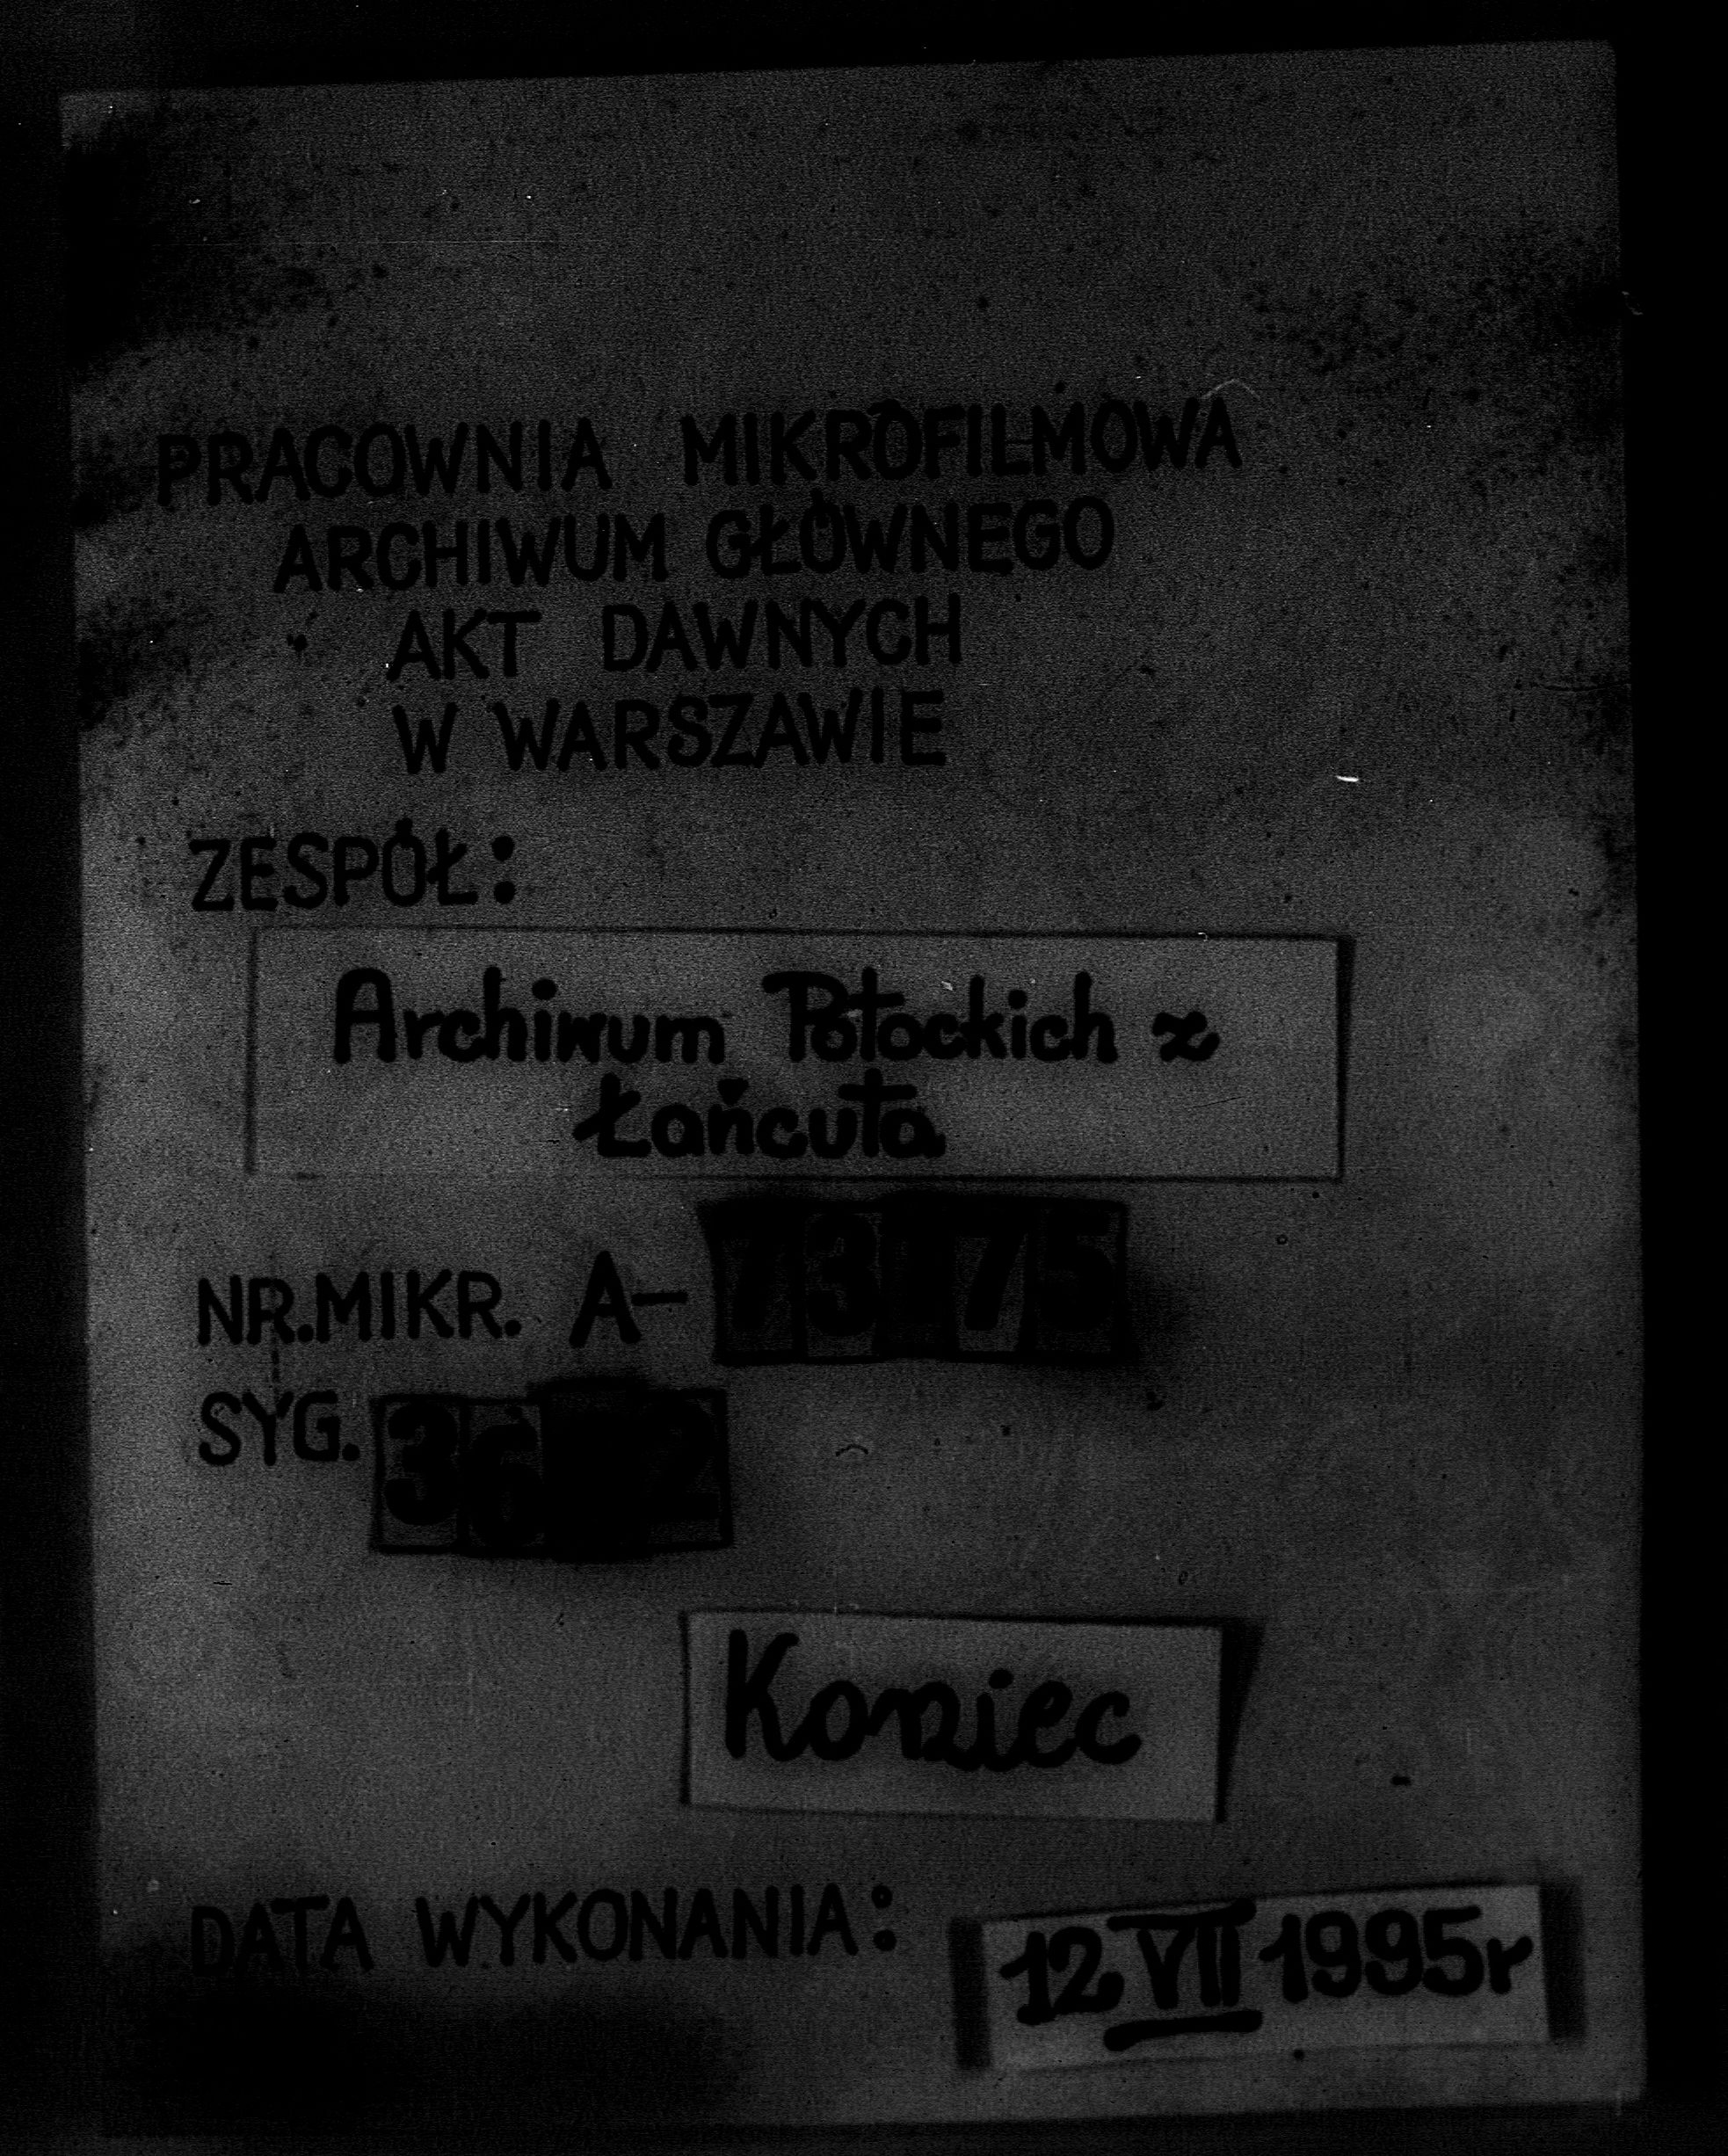 PRACOWNIA MIKROFILMOWA
ARCHIWUM GŁÓWNEGO
AKT DAWNYCH
W WARSZAWIE
ZESPÓŁ:
Archiwum Potockich z
Łańcuta
NR.MIKR. A-
SYG.
Koniec
DATA WYKONANIA: 12 VII 1995r